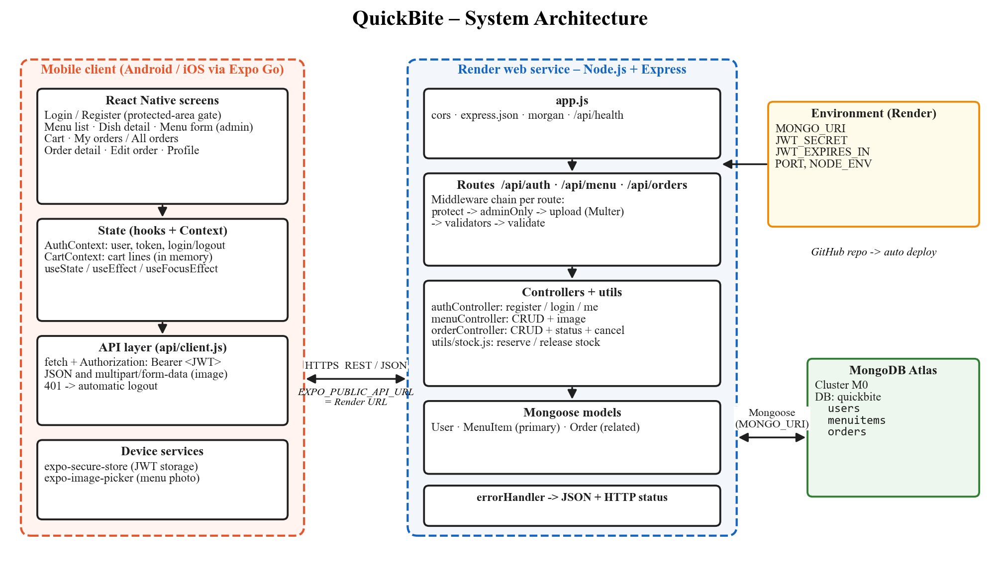 QuickBite – System Architecture
Mobile client (Android / iOS via Expo Go)
React Native screens
Login / Register (protected-area gate)
Menu list · Dish detail · Menu form (admin)
Cart · My orders / All orders
Order detail · Edit order · Profile
State (hooks + Context)
AuthContext: user, token, login/logout
CartContext: cart lines (in memory)
useState / useEffect / useFocusEffect
API layer (api/client.js)
fetch + Authorization: Bearer <JWT>
JSON and multipart/form-data (image)
401 -> automatic logout
Device services
expo-secure-store (JWT storage)
expo-image-picker (menu photo)
HTTPS  REST / JSON
EXPO_PUBLIC_API_URL
= Render URL
Render web service – Node.js + Express
app.js
cors · express.json · morgan · /api/health
Routes  /api/auth · /api/menu · /api/orders
Middleware chain per route:
protect -> adminOnly -> upload (Multer)
-> validators -> validate
Controllers + utils
authController: register / login / me
menuController: CRUD + image
orderController: CRUD + status + cancel
utils/stock.js: reserve / release stock
Mongoose models
User · MenuItem (primary) · Order (related)
errorHandler -> JSON + HTTP status
Environment (Render)
MONGO_URI
JWT_SECRET
JWT_EXPIRES_IN
PORT, NODE_ENV
GitHub repo -> auto deploy
Mongoose
(MONGO_URI)
MongoDB Atlas
Cluster M0
DB: quickbite
users
menuitems
orders